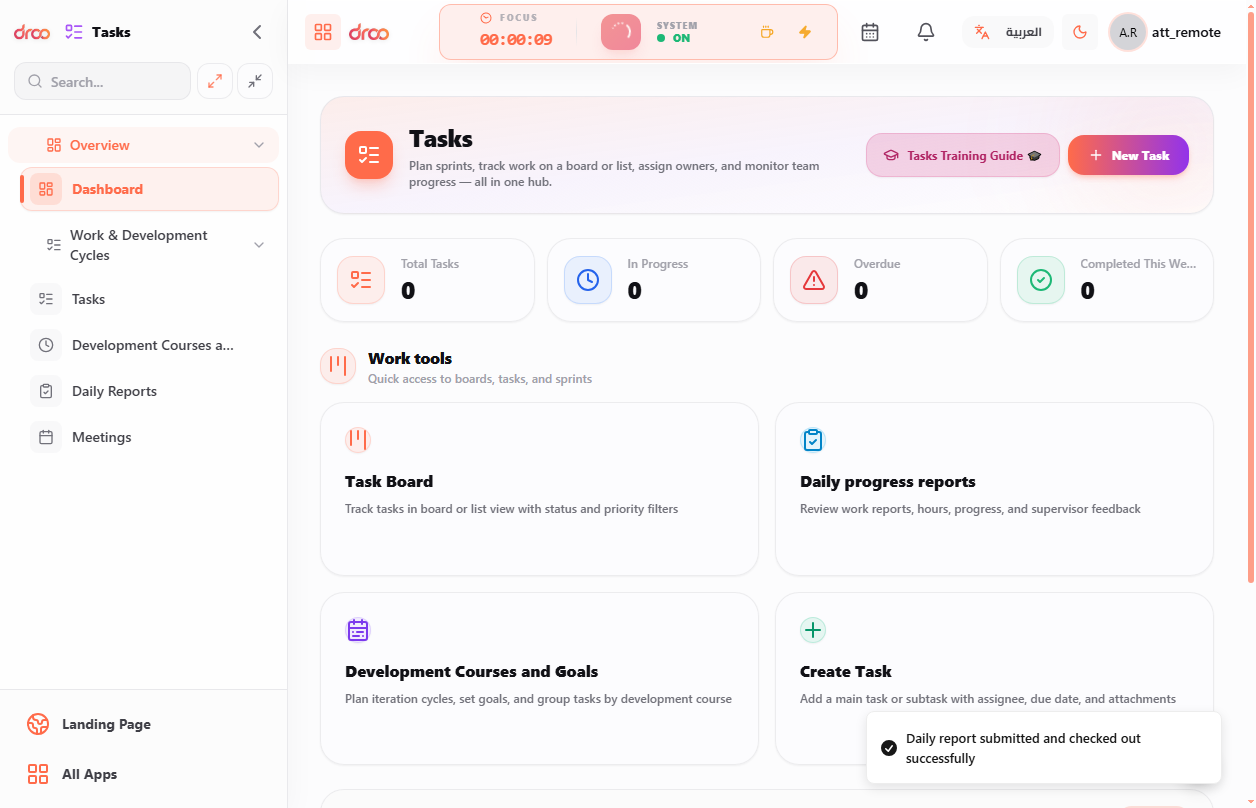 droo
Tasks
Search...
Overview
Dashboard
Work & Development
Cycles
Tasks
Development Courses a...
Daily Reports
Meetings
Landing Page
All Apps
droo
FOCUS
00:00:09
SYSTEM
ON
العربية
A.R
att_remote
Tasks
Plan sprints, track work on a board or list, assign owners, and monitor team
progress — all in one hub.
Tasks Training Guide 🎓
New Task
Total Tasks
0
In Progress
0
Overdue
0
Completed This We...
0
Work tools
Quick access to boards, tasks, and sprints
Task Board
Track tasks in board or list view with status and priority filters
Daily progress reports
Review work reports, hours, progress, and supervisor feedback
Development Courses and Goals
Plan iteration cycles, set goals, and group tasks by development course
Create Task
Add a main task or subtask with assignee, due date, and attachments
Daily report submitted and checked out
successfully